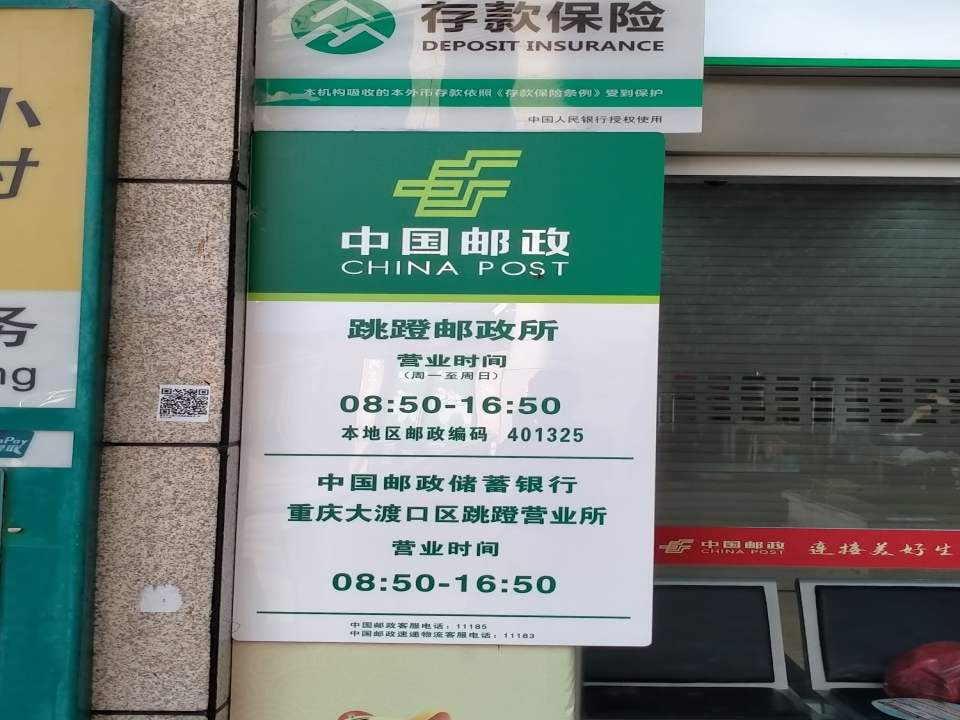 存款保险
DEPOSIT INSURANCE
本机构吸收的本外币存款依照《存款保险条例》受到保护
中国人民银行授权使用
小
时
务
ng
中国邮政
CHINA POST
跳蹬邮政所
营业时间
（周一至周日）
08:50-16:50
本地区邮政编码 401325
中国邮政储蓄银行
重庆大渡口区跳蹬营业所
营业时间
08:50-16:50
中国邮政客服电话：11185
中国邮政速递物流客服电话：11183
中国邮政
CHINA POST
连接美好生